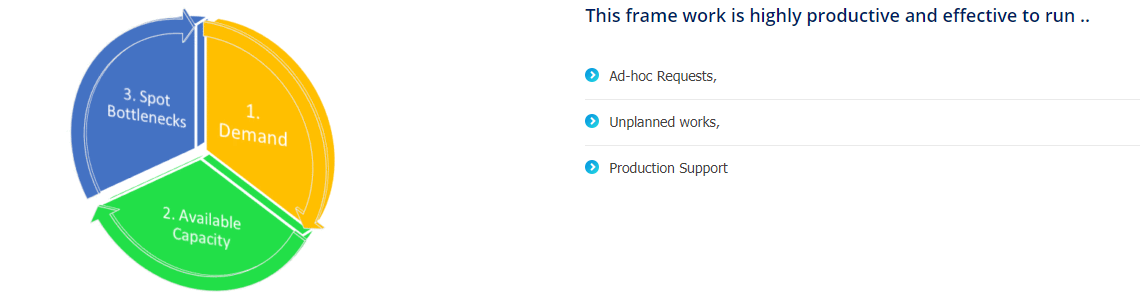 This frame work is highly productive and effective to run ..
3. Spot
Bottlenecks
1.
Demand
2. Available
Capacity
Ad-hoc Requests,
Unplanned works,
Production Support